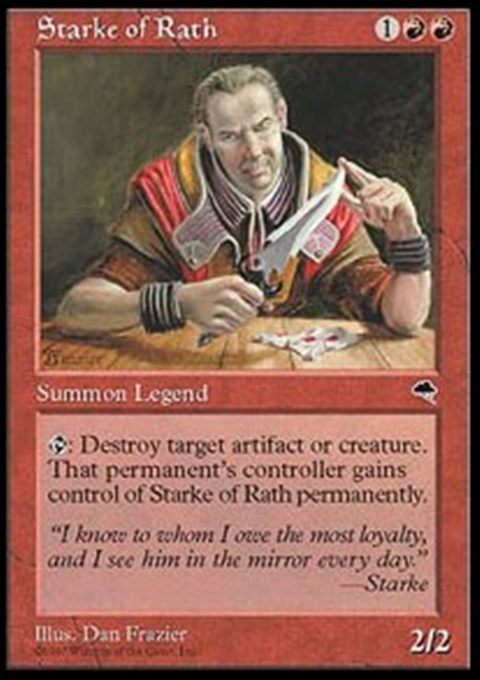 Starke of Rath 1
Summon Legend
: Destroy target artifact or creature.
That permanent's controller gains
control of Starke of Rath permanently.
"I know to whom I owe the most loyalty,
and I see him in the mirror every day."
—Starke
Illus. Dan Frazier
2/2